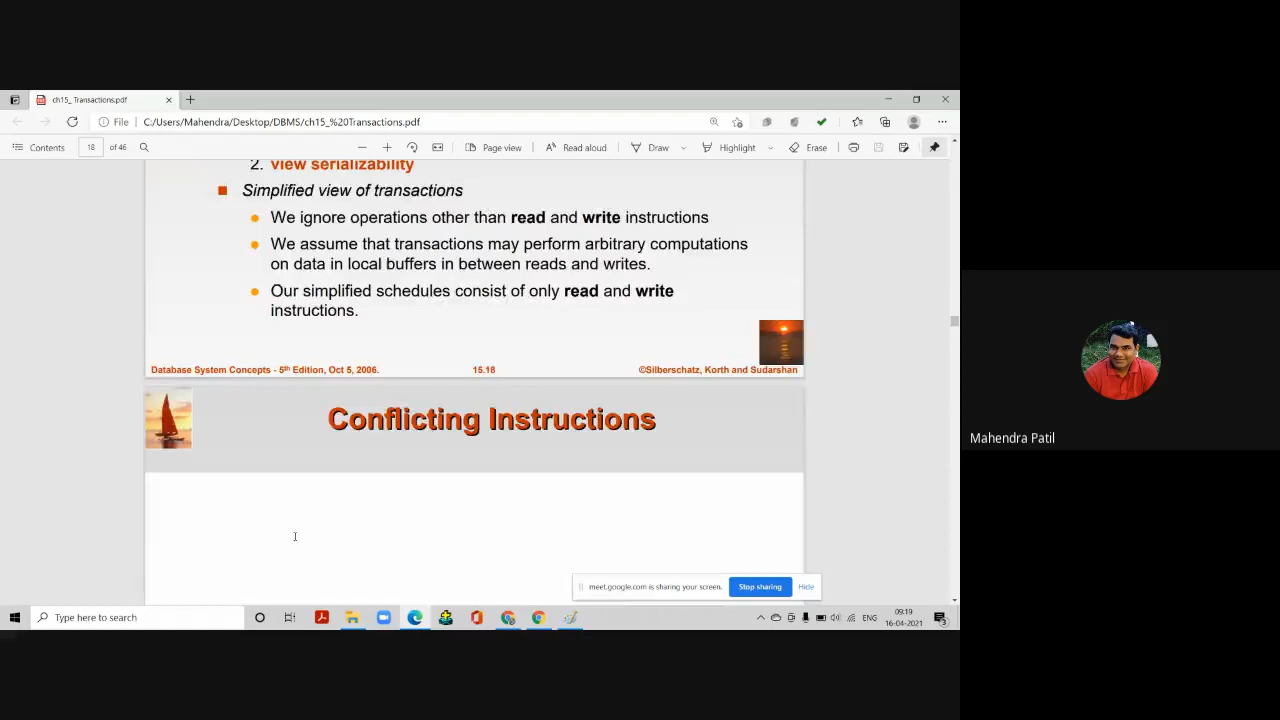 ch15_ Transactions.pdf
File
C:/Users/Mahendra/Desktop/DBMS/ch15_%20Transactions.pdf
Contents
18 of 46
Page view
Read aloud
Draw
Highlight
Erase
2. view serializability
Simplified view of transactions
We ignore operations other than read and write instructions
We assume that transactions may perform arbitrary computations
on data in local buffers in between reads and writes.
Our simplified schedules consist of only read and write
instructions.
Database System Concepts - 5th Edition, Oct 5, 2006.
15.18
©Silberschatz, Korth and Sudarshan
Conflicting Instructions
Mahendra Patil
meet.google.com is sharing your screen.
Stop sharing
Hide
Type here to search
ENG
09:19
16-04-2021
3